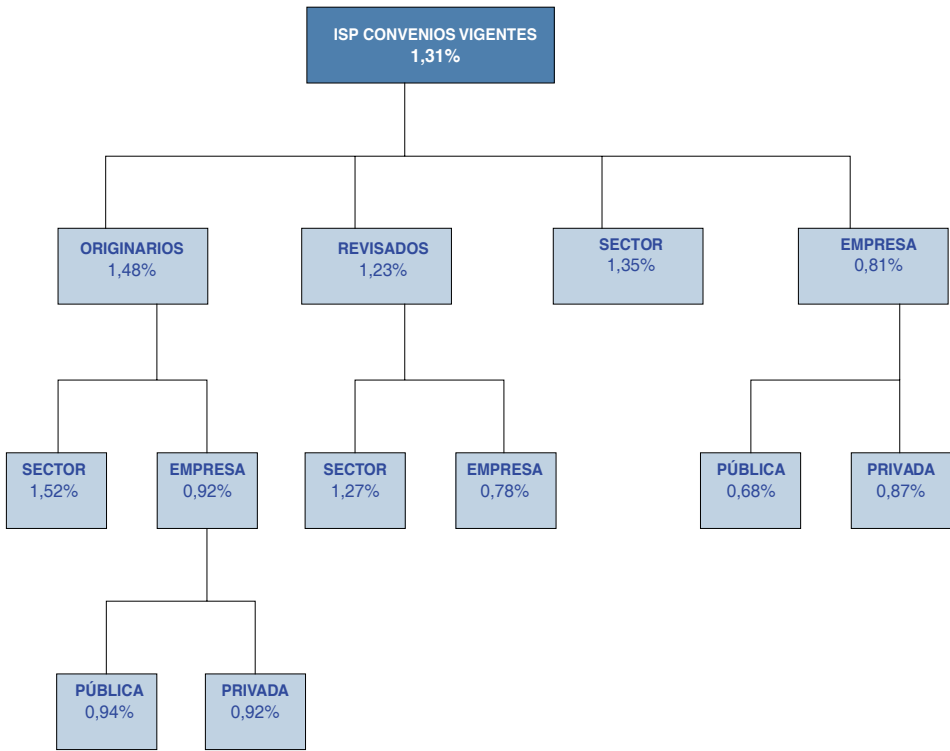 ISP CONVENIOS VIGENTES
1,31%
ORIGINARIOS
1,48%
REVISADOS
1,23%
SECTOR
1,35%
EMPRESA
0,81%
SECTOR
1,52%
EMPRESA
0,92%
SECTOR
1,27%
EMPRESA
0,78%
PÚBLICA
0,68%
PRIVADA
0,87%
PÚBLICA
0,94%
PRIVADA
0,92%